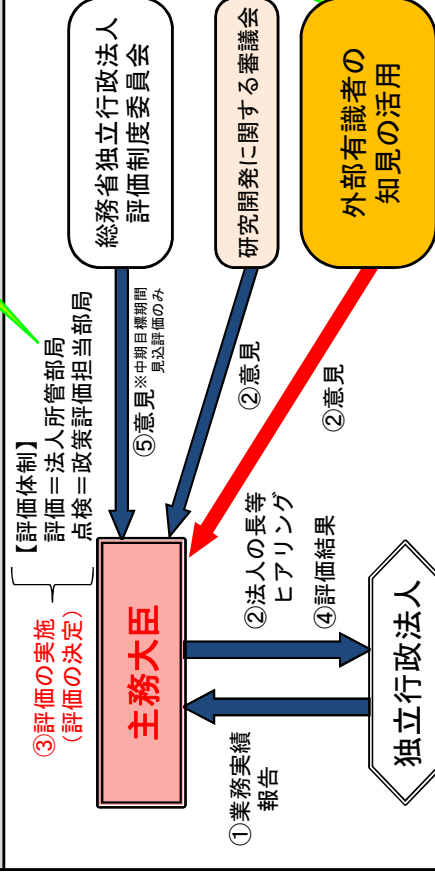 ③評価の実施
(評価の決定)
【評価体制】
評価=法人所管部局
点検=政策評価担当部局
主務大臣
⑤意見※中期目標期間
見込評価のみ
総務省独立行政法人
評価制度委員会
②意見
研究開発に関する審議会
②意見
外部有識者の
知見の活用
①業務実績
報告
②法人の長等
ヒアリング
④評価結果
独立行政法人